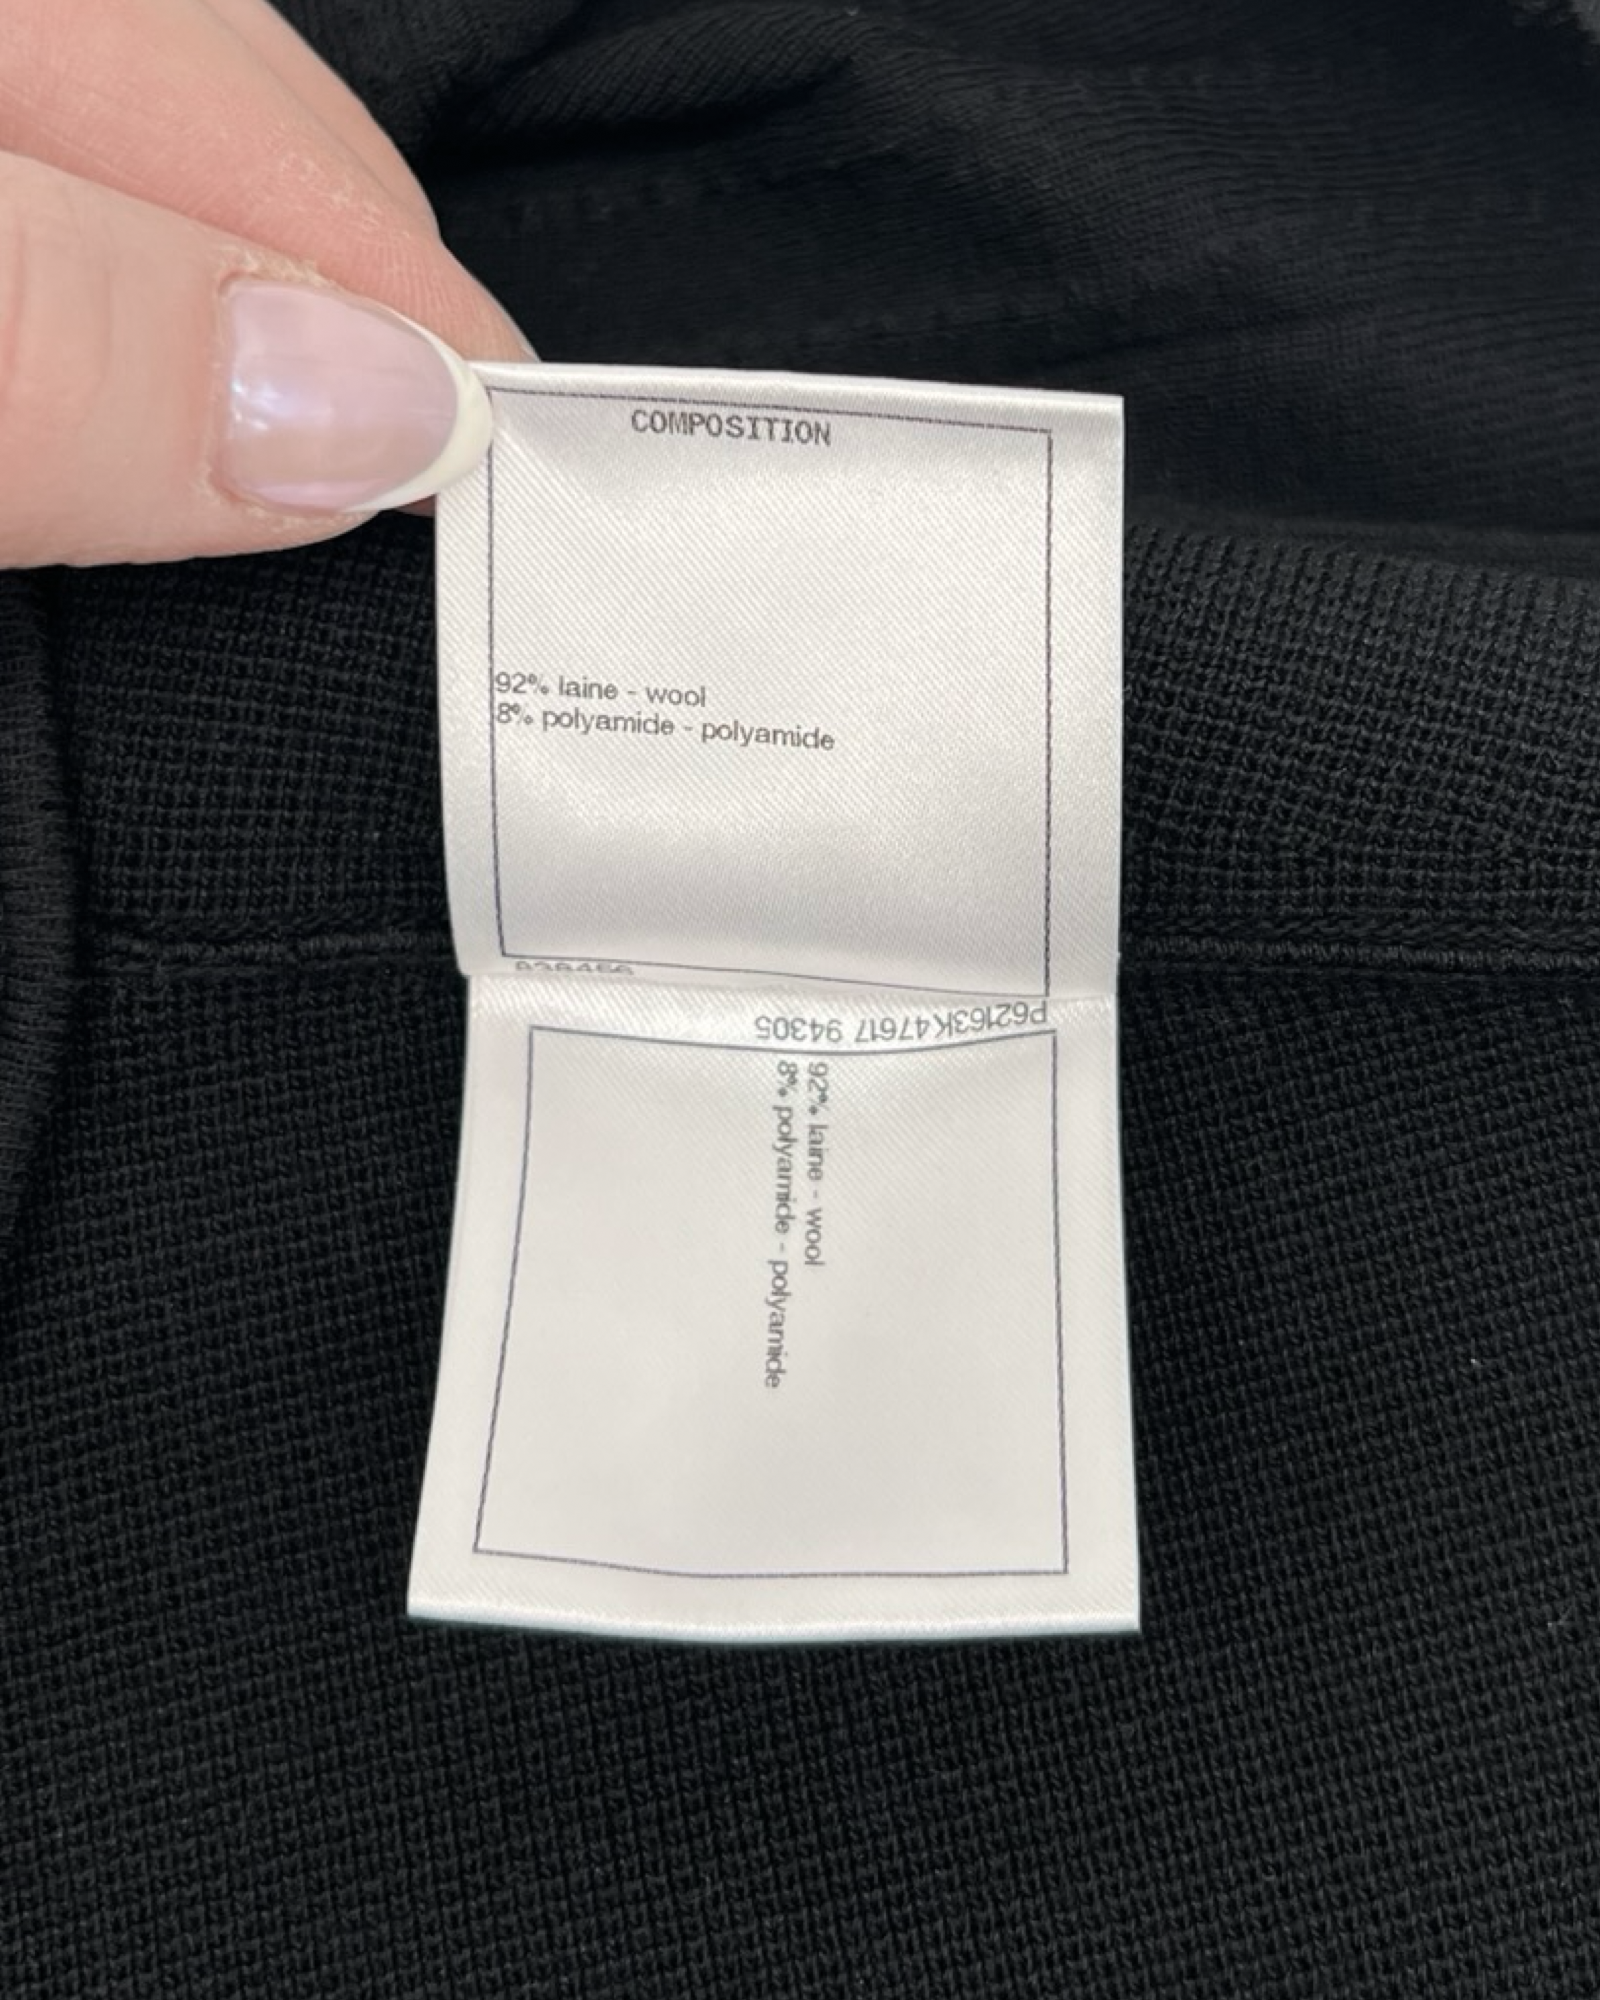 COMPOSITION
92% laine - wool
8% polyamide - polyamide
P62163K47617 94305
92% laine - wool
8% polyamide - polyamide